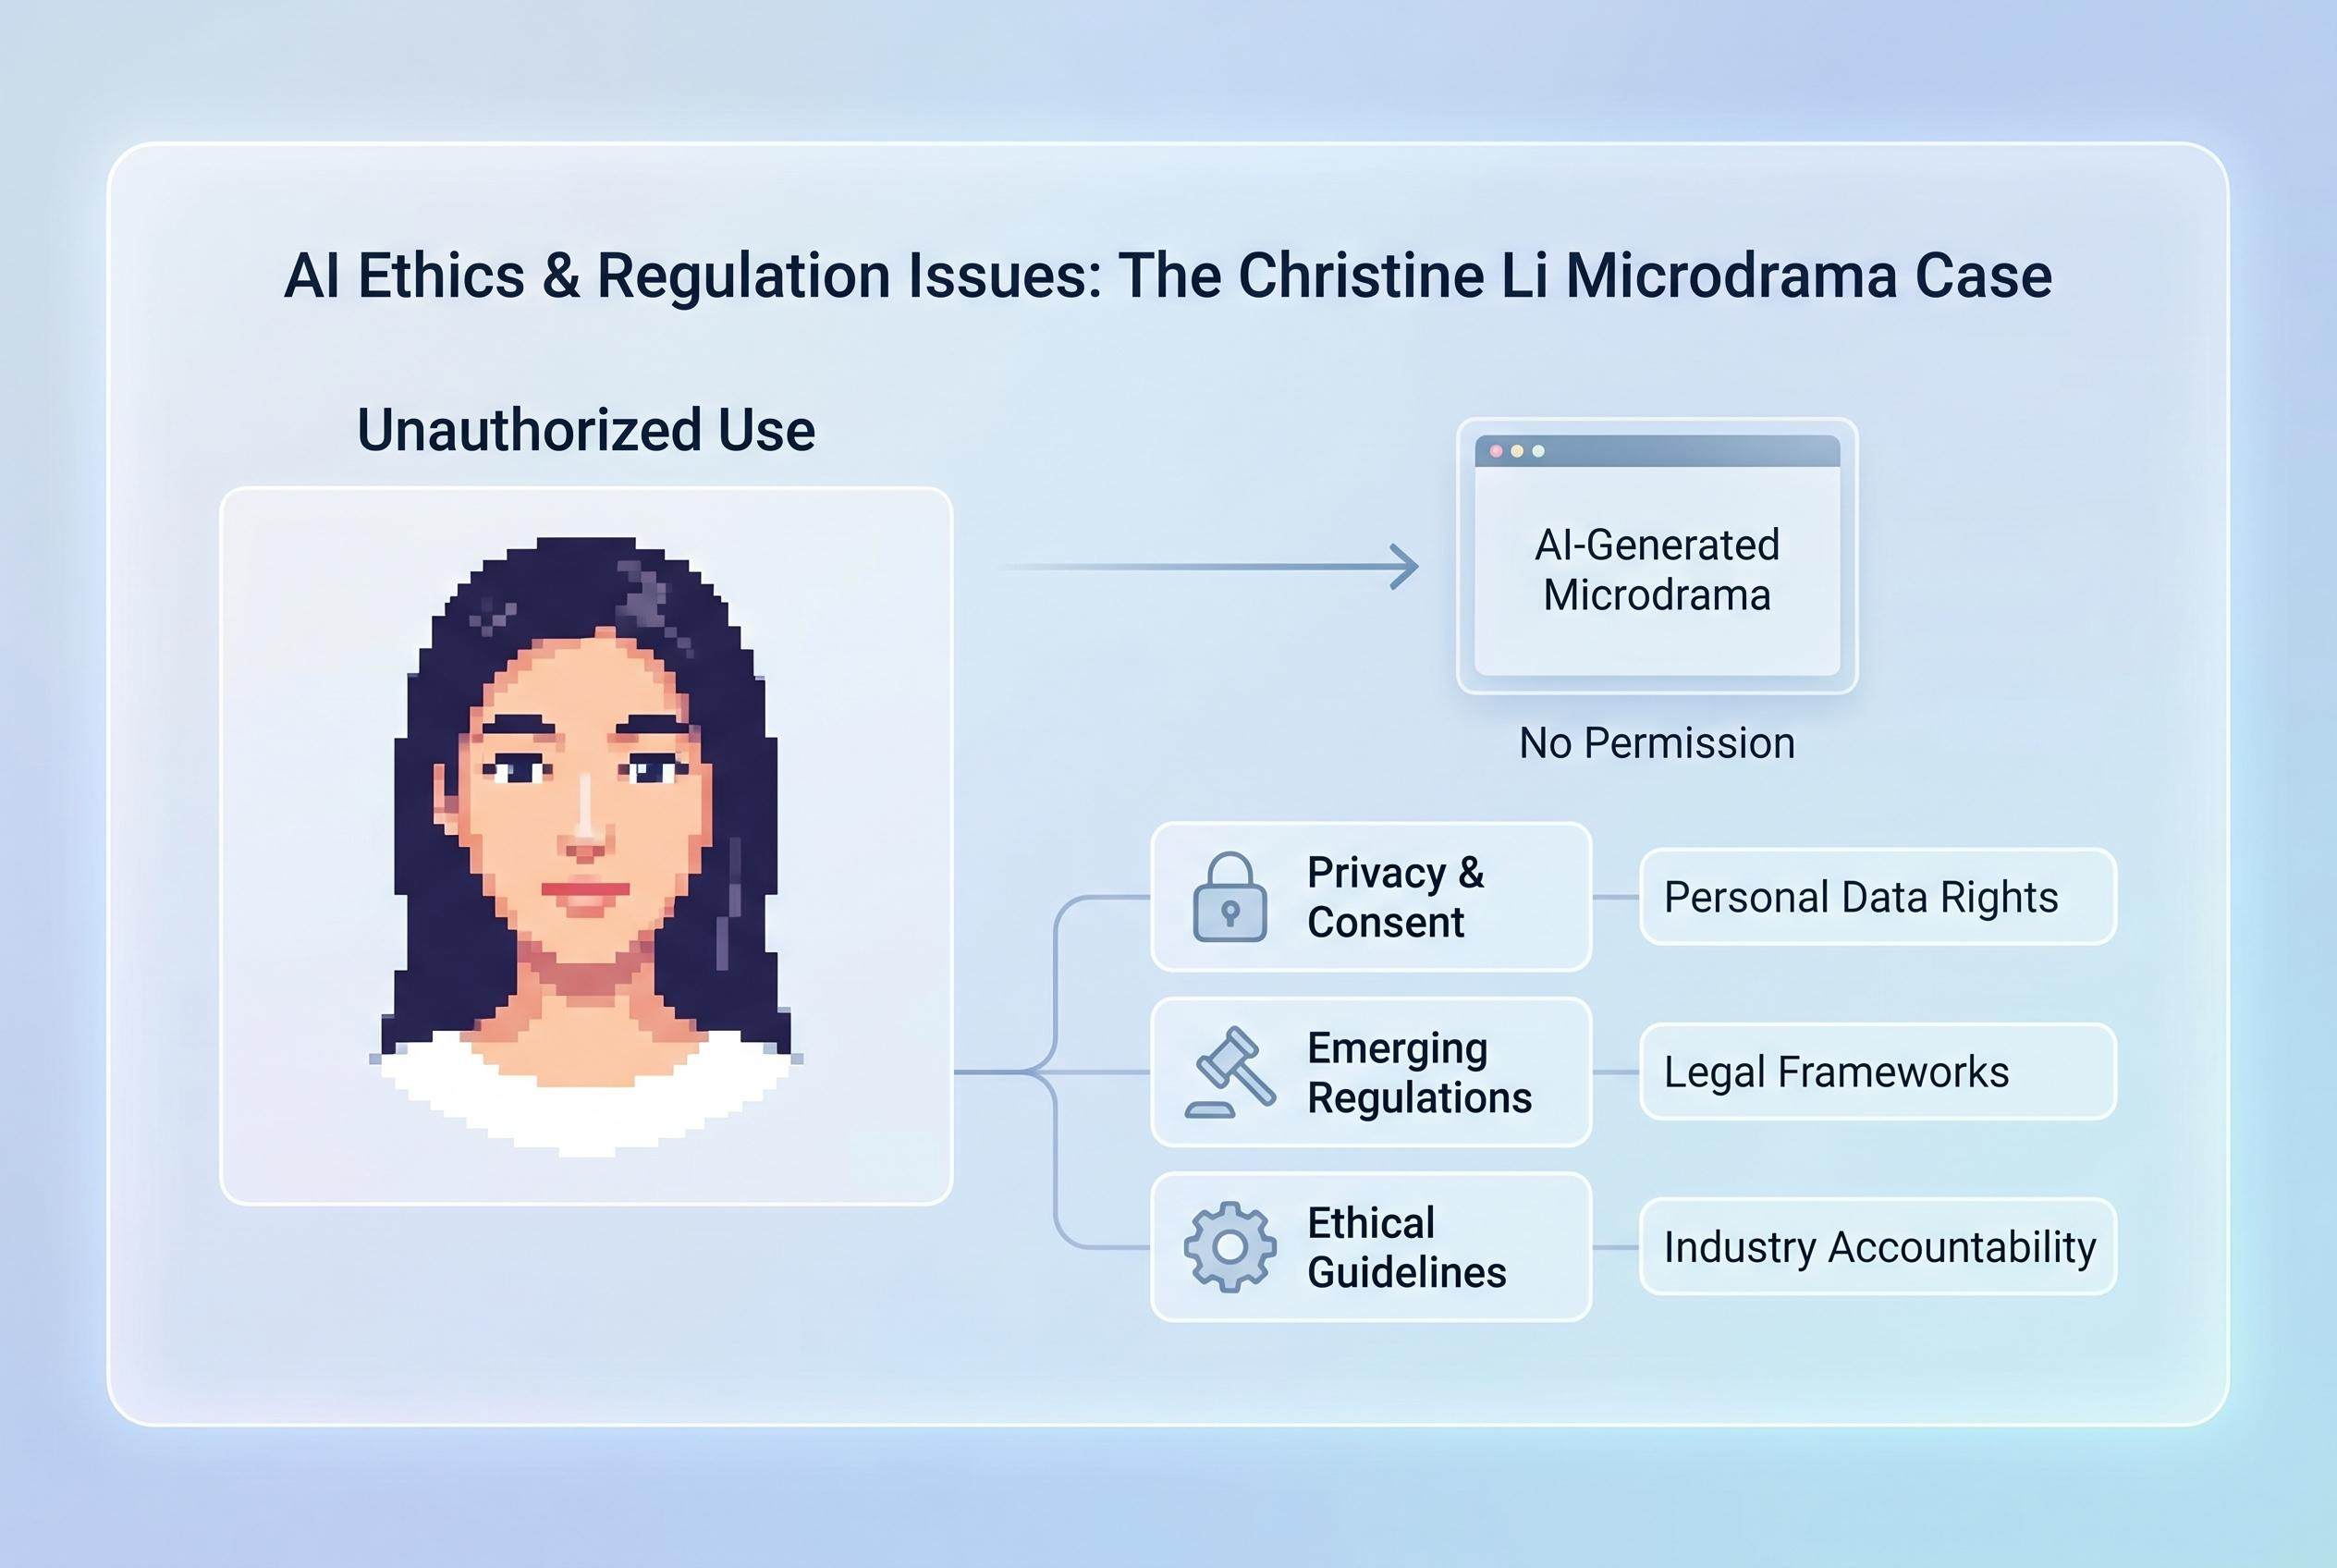 AI Ethics & Regulation Issues: The Christine Li Microdrama Case
Unauthorized Use
AI-Generated
Microdrama
No Permission
Privacy &
Consent
Personal Data Rights
Emerging
Regulations
Legal Frameworks
Ethical
Guidelines
Industry Accountability